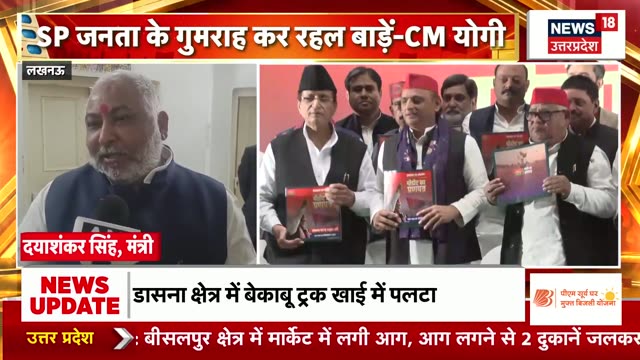 SP जनता के गुमराह कर रहल बाड़ें-CM योगी
NEWS 18
उत्तरप्रदेश
लखनऊ
दयाशंकर सिंह, मंत्री
NEWS
UPDATE
डासना क्षेत्र में बेकाबू ट्रक खाई में पलटा
पीएम सूर्य घर
मुफ्त बिजली योजना
उत्तर प्रदेश
: बीसलपुर क्षेत्र में मार्केट में लगी आग, आग लगने से 2 दुकानें जलकर